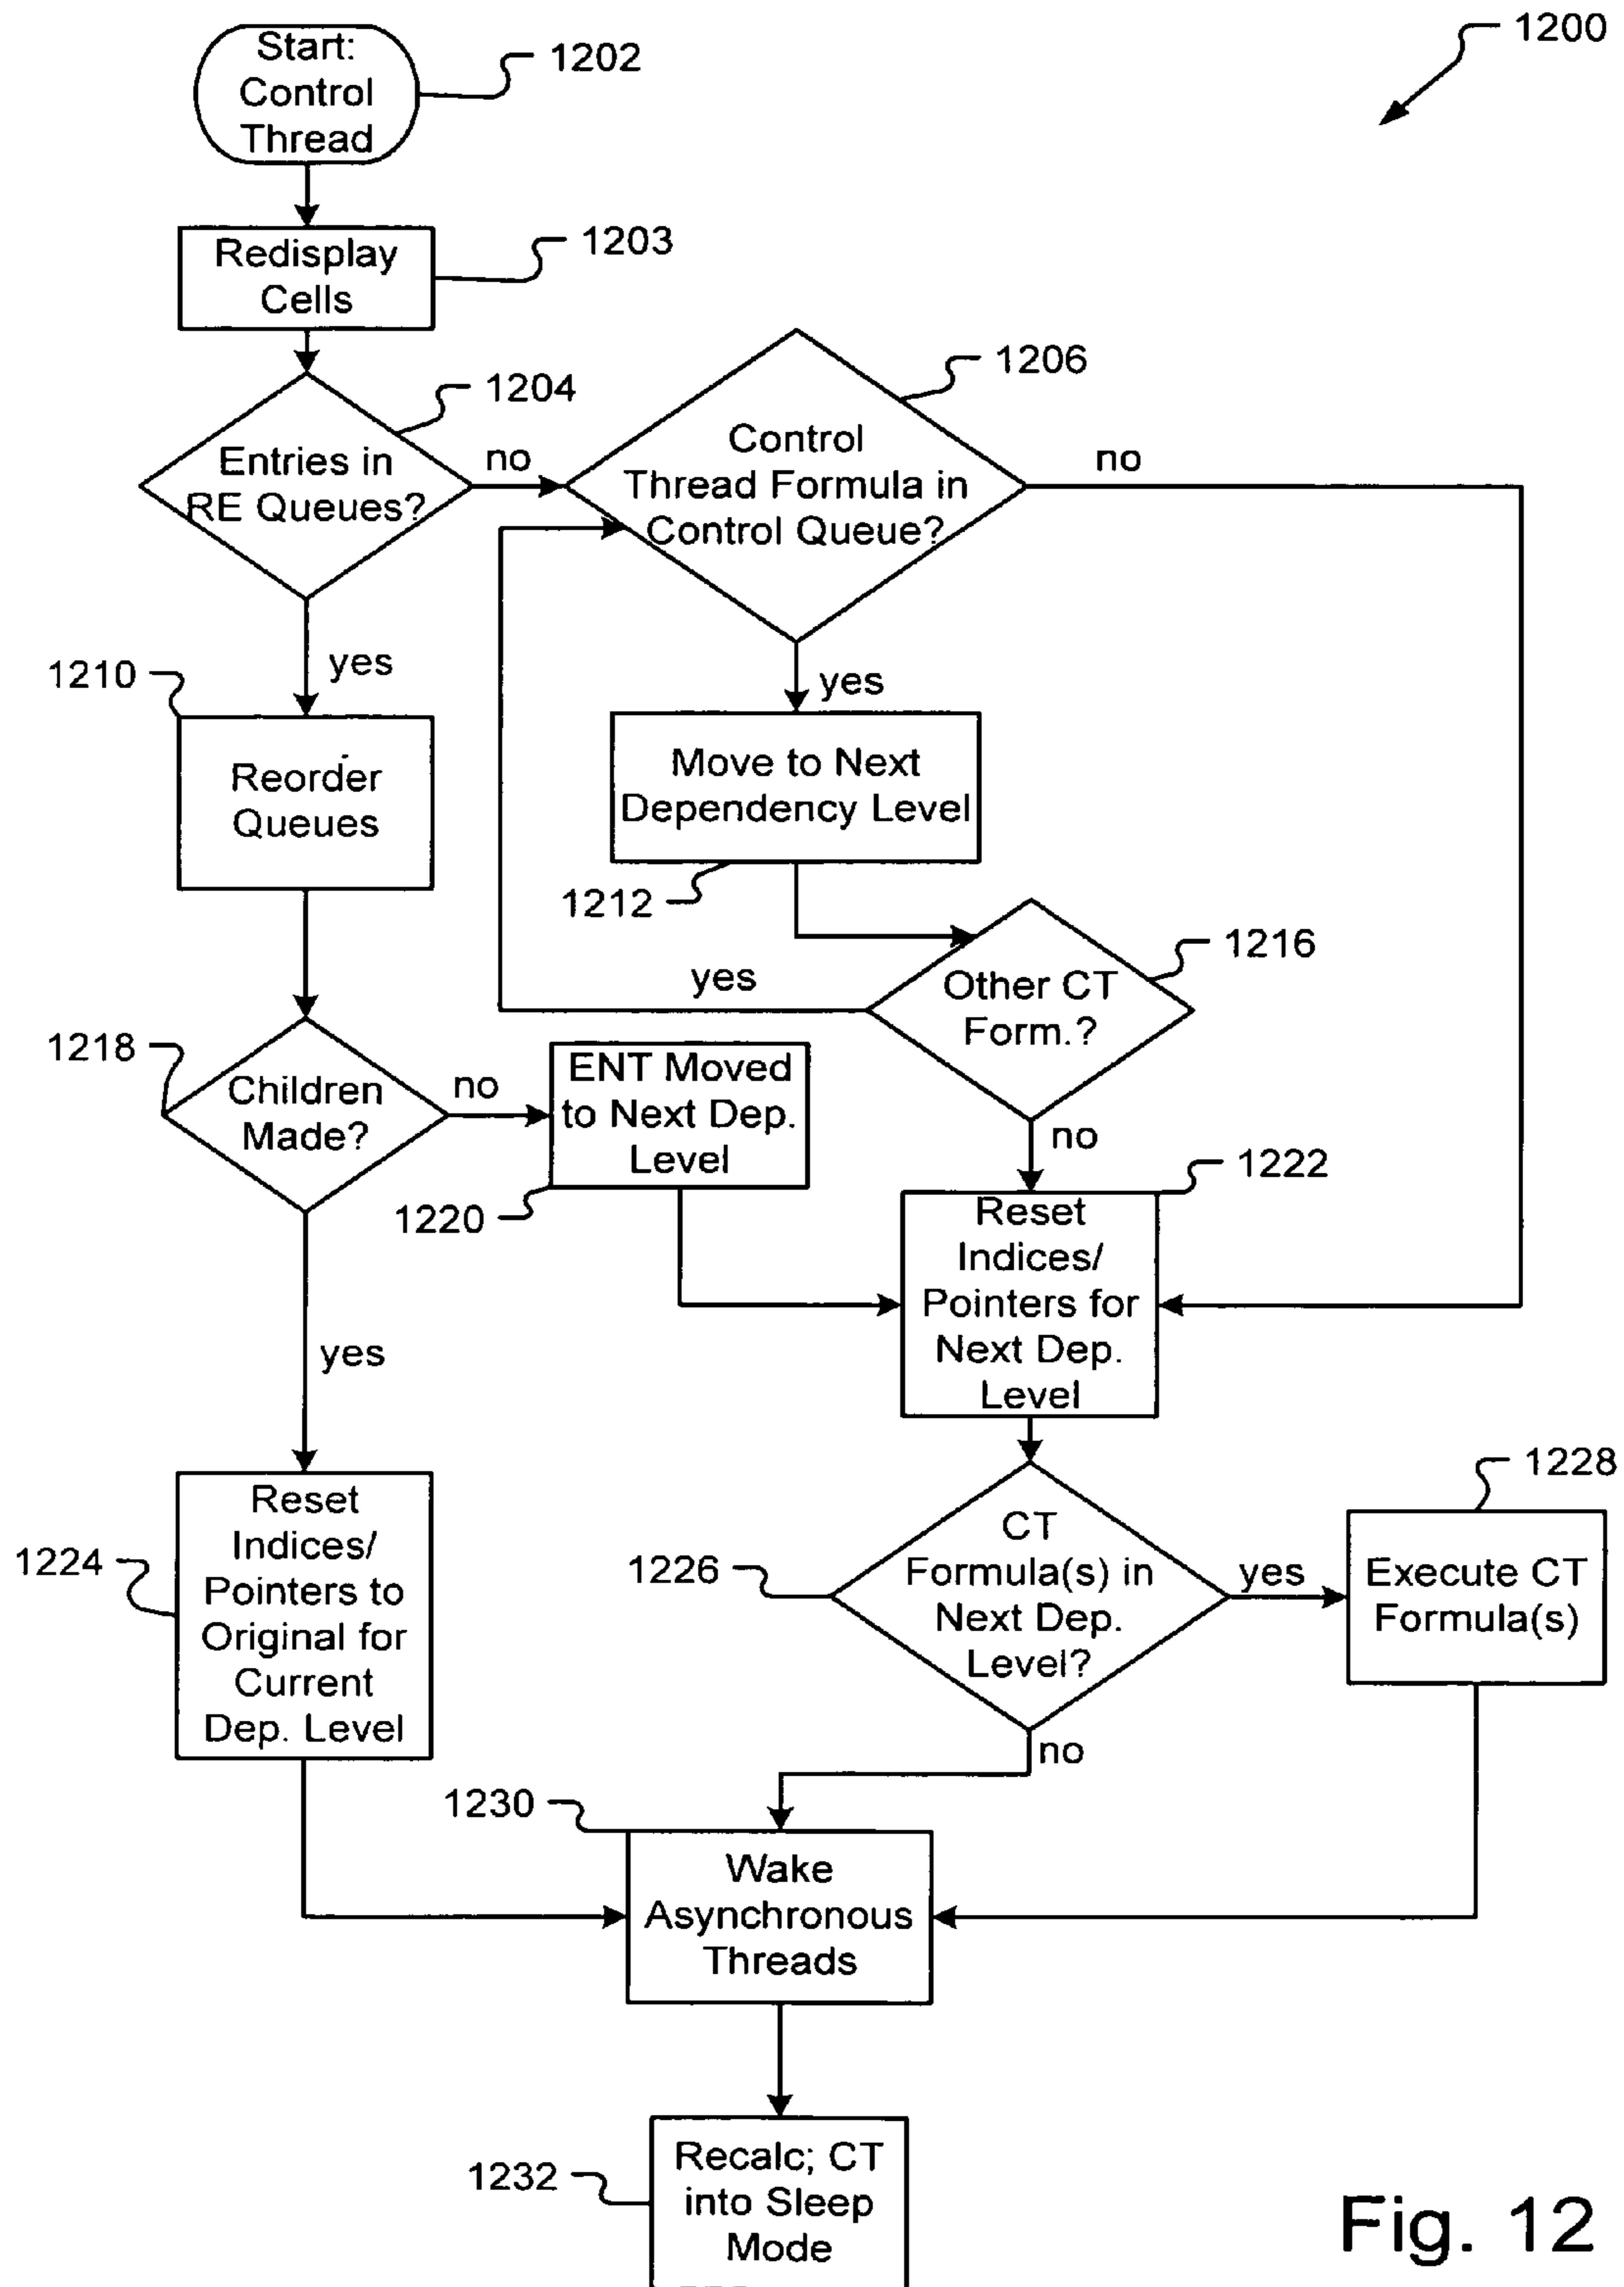 1200
Start:
Control
Thread
1202
Redisplay
Cells
1203
Entries in
RE Queues?
1204
no
Control
Thread Formula in
Control Queue?
1206
no
yes
yes
1210
Reorder
Queues
Move to Next
Dependency Level
1212
Other CT
Form.?
1216
yes
no
1218
Children
Made?
no
ENT Moved
to Next Dep.
Level
1220
1222
Reset
Indices/
Pointers for
Next Dep.
Level
yes
1224
Reset
Indices/
Pointers to
Original for
Current
Dep. Level
1226
CT
Formula(s) in
Next Dep.
Level?
yes
1228
Execute CT
Formula(s)
no
1230
Wake
Asynchronous
Threads
1232
Recalc; CT
into Sleep
Mode
Fig. 12